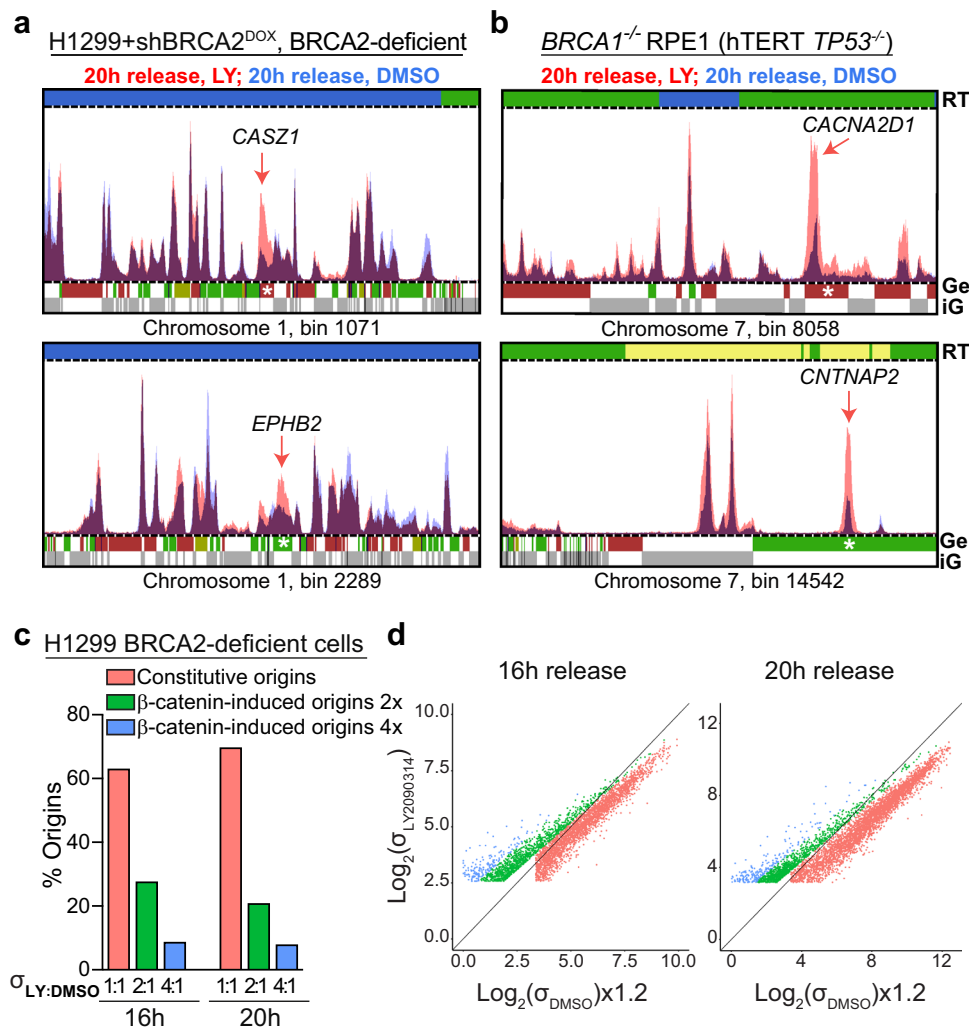 a
H1299+shBRCA2DOX, BRCA2-deficient
20h release, LY; 20h release, DMSO
CASZ1
*
Chromosome 1, bin 1071
EPHB2
*
Chromosome 1, bin 2289
b
BRCA1-/- RPE1 (hTERT TP53-/-)
20h release, LY; 20h release, DMSO
RT
CACNA2D1
*
Ge
iG
Chromosome 7, bin 8058
RT
CNTNAP2
*
Ge
iG
Chromosome 7, bin 14542
c
H1299 BRCA2-deficient cells
Constitutive origins
β-catenin-induced origins 2x
β-catenin-induced origins 4x
% Origins
80
60
40
20
0
σLY:DMSO 1:1 2:1 4:1 1:1 2:1 4:1
16h 20h
d
16h release
20h release
Log2(σLY2090314)
10.0
7.5
5.0
2.5
0.0
0.0 2.5 5.0 7.5 10.0
Log2(σDMSO)x1.2
12
8
4
0
0 4 8 12
Log2(σDMSO)x1.2